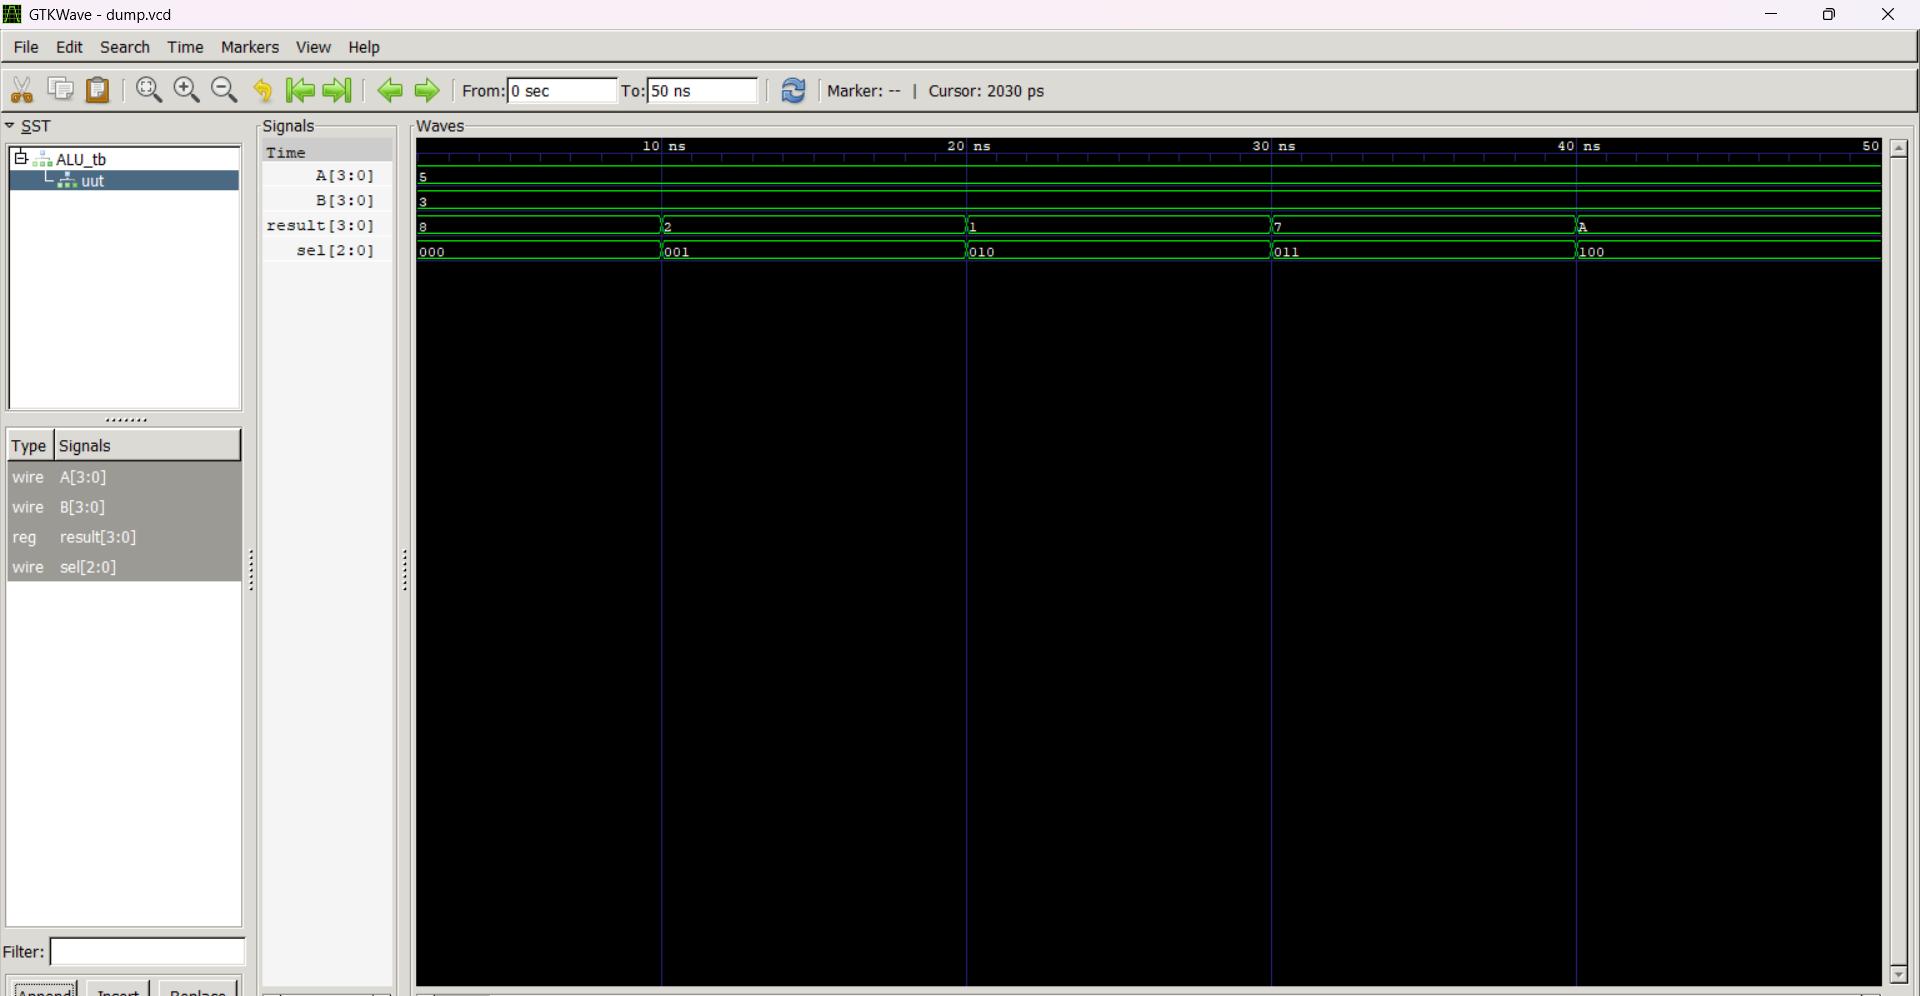 GTKWave - dump.vcd
File Edit Search Time Markers View Help
From: 0 sec To: 50 ns Marker: -- | Cursor: 2030 ps
SST
ALU_tb
uut
Type Signals
wire A[3:0]
wire B[3:0]
reg result[3:0]
wire sel[2:0]
Filter:
Append Insert Replace
Signals
Time
A[3:0]
B[3:0]
result[3:0]
sel[2:0]
Waves
10 ns 20 ns 30 ns 40 ns 50
5
3
8 2 1 7 A
000 001 010 011 100